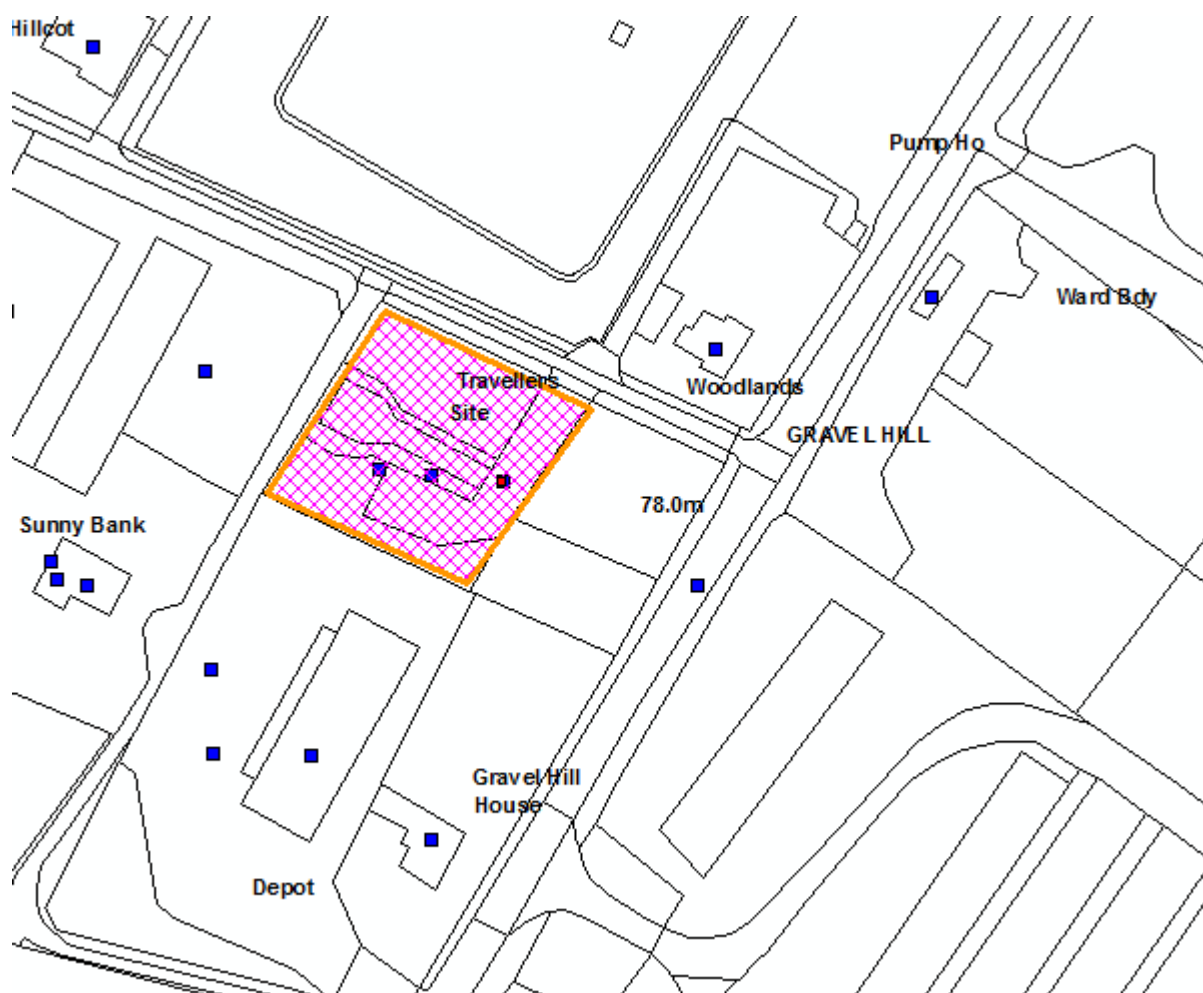 Hillcot
Pump Ho
Ward Bdy
Travellers
Site
Woodlands
GRAVEL HILL
78.0m
Sunny Bank
Gravel Hill
House
Depot